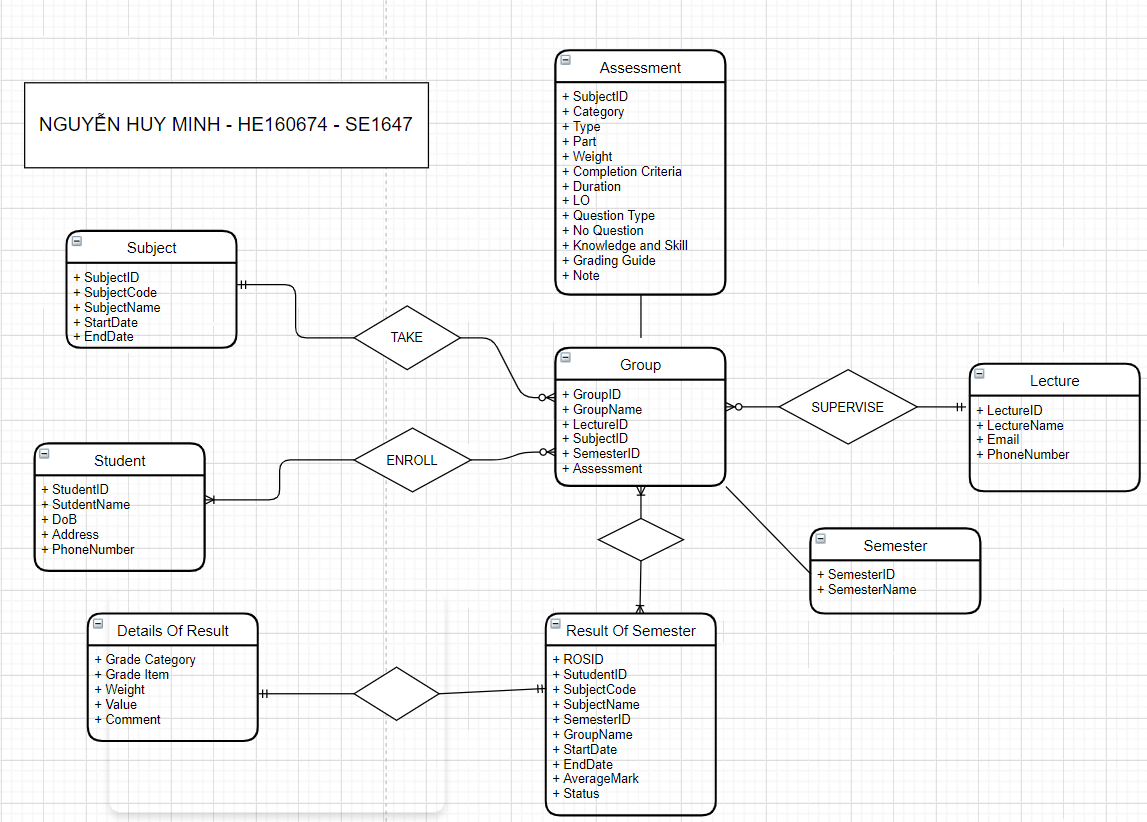 NGUYỄN HUY MINH - HE160674 - SE1647
Assessment
+ SubjectID
+ Category
+ Type
+ Part
+ Weight
+ Completion Criteria
+ Duration
+ LO
+ Question Type
+ No Question
+ Knowledge and Skill
+ Grading Guide
+ Note
Subject
+ SubjectID
+ SubjectCode
+ SubjectName
+ StartDate
+ EndDate
TAKE
Group
+ GroupID
+ GroupName
+ LectureID
+ SubjectID
+ SemesterID
+ Assessment
SUPERVISE
Lecture
+ LectureID
+ LectureName
+ Email
+ PhoneNumber
Student
+ StudentID
+ SutdentName
+ DoB
+ Address
+ PhoneNumber
ENROLL
Semester
+ SemesterID
+ SemesterName
Details Of Result
+ Grade Category
+ Grade Item
+ Weight
+ Value
+ Comment
Result Of Semester
+ ROSID
+ SutudentID
+ SubjectCode
+ SubjectName
+ SemesterID
+ GroupName
+ StartDate
+ EndDate
+ AverageMark
+ Status